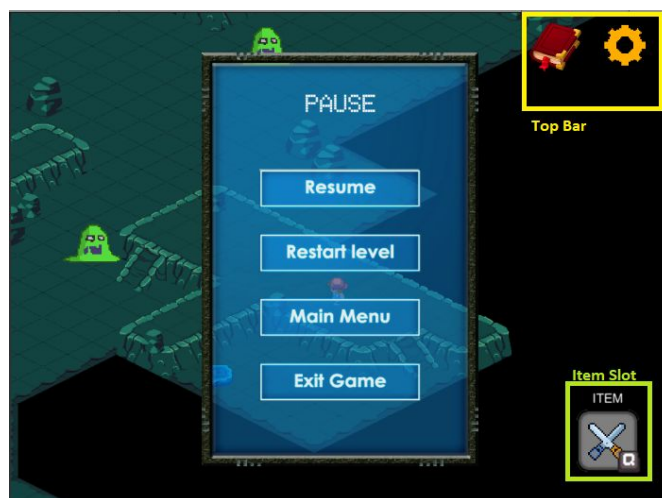 PAUSE
Top Bar
Resume
Restart level
Main Menu
Exit Game
Item Slot
ITEM
Q